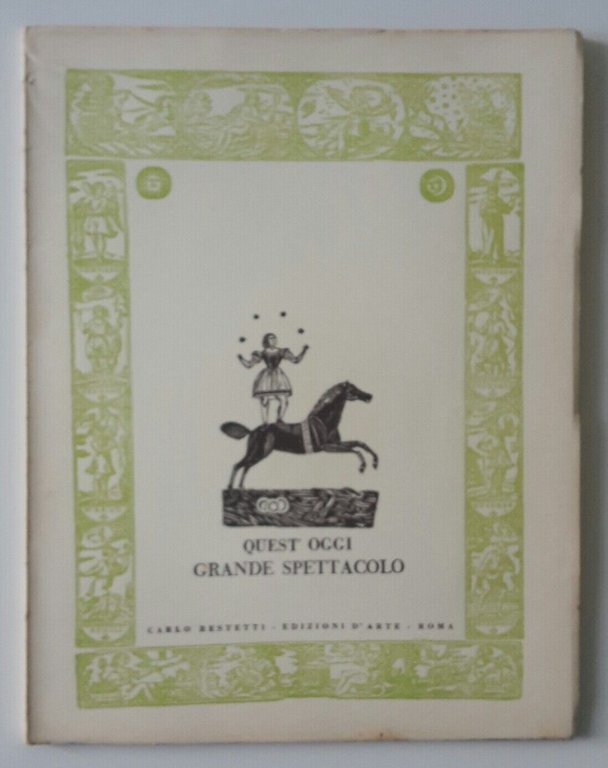 QUEST' OGGI
GRANDE SPETTACOLO
CARLO BESTETTI - EDIZIONI D'ARTE - ROMA